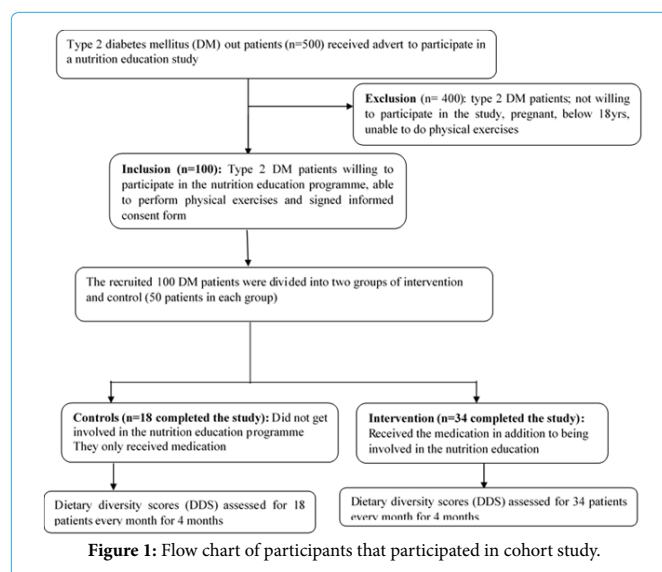 Type 2 diabetes mellitus (DM) out patients (n=500) received advert to participate in
a nutrition education study
Exclusion (n= 400): type 2 DM patients; not willing
to participate in the study, pregnant, below 18yrs,
unable to do physical exercises
Inclusion (n=100): Type 2 DM patients willing to
participate in the nutrition education programme, able
to perform physical exercises and signed informed
consent form
The recruited 100 DM patients were divided into two groups of intervention
and control (50 patients in each group)
Controls (n=18 completed the study): Did not get
involved in the nutrition education programme
They only received medication
Intervention (n=34 completed the study):
Received the medication in addition to being
involved in the nutrition education
Dietary diversity scores (DDS) assessed for 18
patients every month for 4 months
Dietary diversity scores (DDS) assessed for 34 patients
every month for 4 months
Figure 1: Flow chart of participants that participated in cohort study.